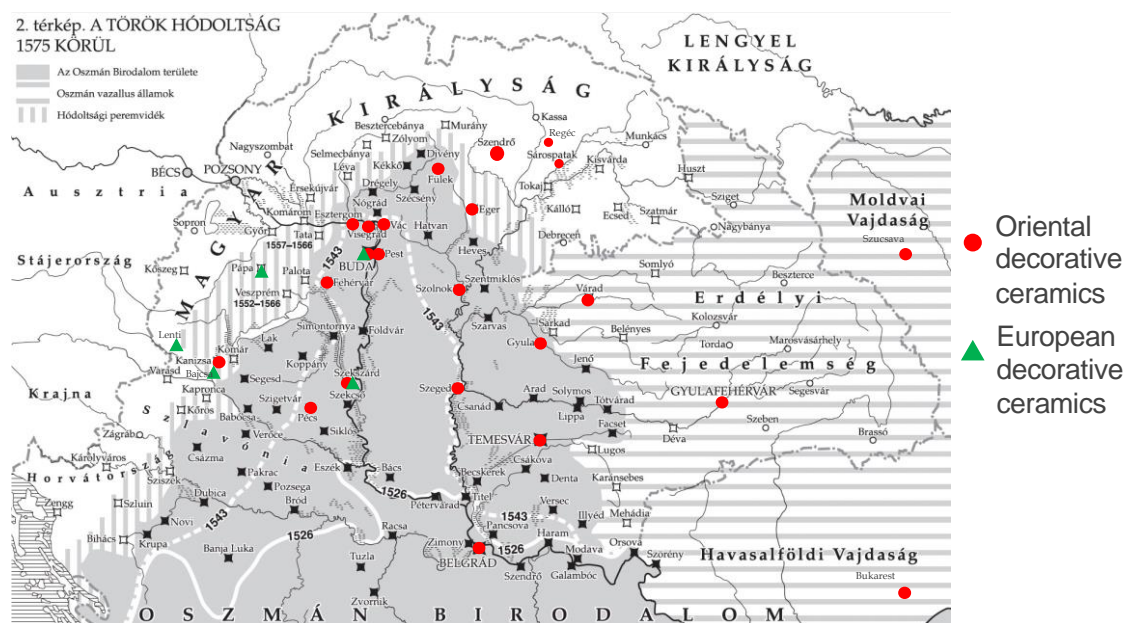 2. térkép. A TÖRÖK HÓDOLTSÁG
1575 KÖRÜL
Az Oszmán Birodalom területe
Oszmán vazallus államok
Hódoltsági peremvidék
LENGYEL
KIRÁLYSÁG
MAGYAR
KIRÁLYSÁG
Besztercebánya
Murány
Kassa
Zólyom
Regéc
Nagyszombat
Selmecbánya
Divény
Szendrő
Munkács
Kékkő
Sárospatak
Kisvárda
BÉCS
POZSONY
Léva
Fülek
Huszt
Ausztria
Drégely
Szécsény
Tokaj
Érsekújvár
Nógrád
Eger
Sziget
Moldvai
Vajdaság
Komárom
Esztergom
Kálló
Ecsed
Szatmár
Sopron
Győr
Tata
Visegrád
Vác
Hatvan
Nagybánya
1557–1566
Debrecen
Szucsava
Stájerország
1543
BUDA
Pest
Heves
Kőszeg
Pápa
Palota
Somlyó
Beszterce
Veszprém
Fehérvár
Szolnok
Szentmiklós
1552–1566
Várad
Erdélyi
1543
Simontornya
Földvár
Szarvas
Sarkad
Kolozsvár
Lenti
Belényes
Torda
Marosvásárhely
Komár
Lak
Gyula
Kanizsa
Koppány
Jenő
Fejedelemség
Varasd
Bajcsa
Segesd
Szekszárd
Szeged
Arad
Solymos
GYULAFEHÉRVÁR
Segesvár
Krajna
Kapronca
Szekcső
Csanád
Tótvárad
Kőrös
Babócsa
Szigetvár
Pécs
Lippa
Szeben
Szlavónia
Facset
Zágráb
Verőce
Siklós
TEMESVÁR
Déva
Brassó
Csázma
Lugos
Károlyváros
Eszék
Csákova
Horvátország
Sziszek
Pakrac
Bács
Becskerek
Denta
Karánsebes
Zengg
Szluin
Dubica
Pozsega
1526
Titel
Bród
Pétervárad
Versec
Mehádia
Novi
1543
1543
Illyéd
Pancsova
Bihács
Krupa
1526
Racsa
Zimony
Haram
Orsova
Banja Luka
Tuzla
BELGRÁD
1526
Modava
Szörény
Havasalföldi Vajdaság
Szendrő
Galambóc
Bukarest
Zvornik
OSZMÁN BIRODALOM
Oriental
decorative
ceramics
European
decorative
ceramics